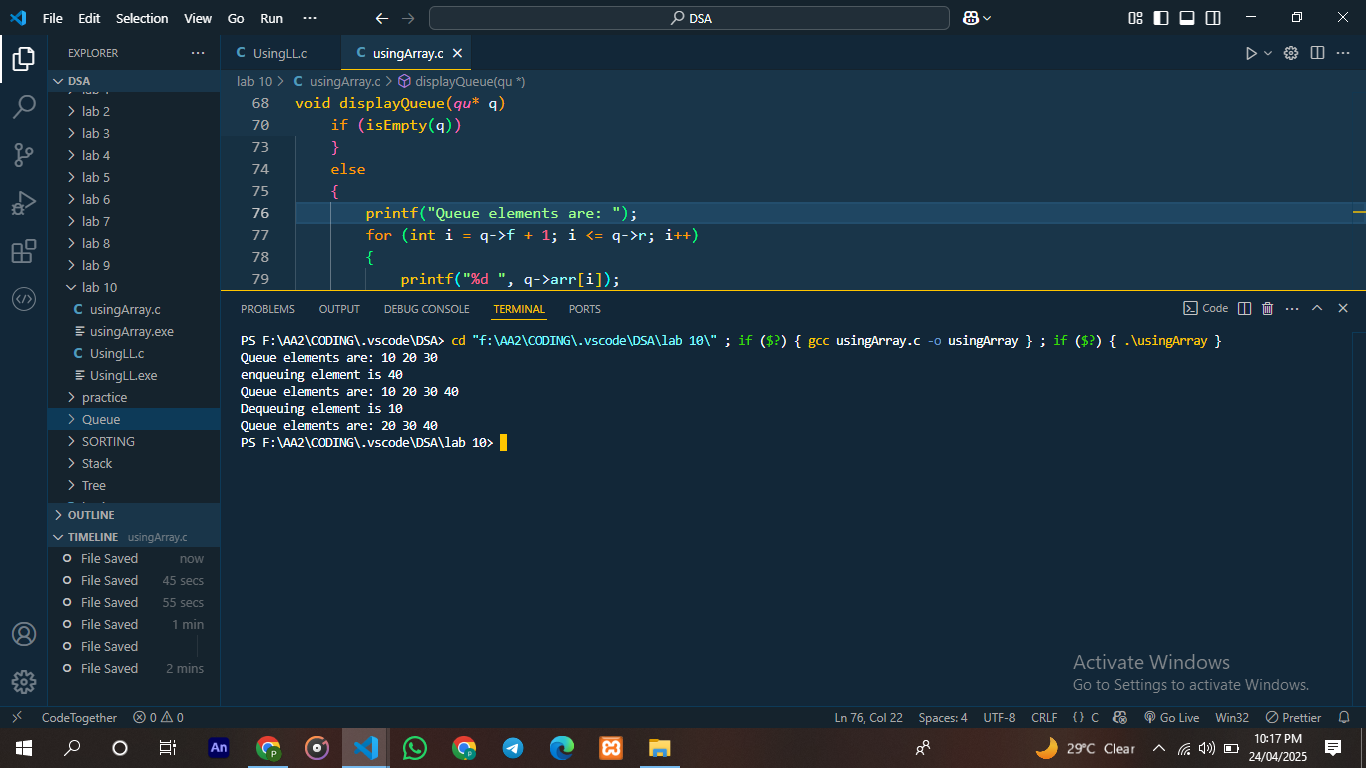 File Edit Selection View Go Run ··· DSA
EXPLORER ···
DSA
lab 2
lab 3
lab 4
lab 5
lab 6
lab 7
lab 8
lab 9
lab 10
C usingArray.c
usingArray.exe
C UsingLL.c
UsingLL.exe
practice
Queue
SORTING
Stack
Tree
OUTLINE
TIMELINE usingArray.c
File Saved now
File Saved 45 secs
File Saved 55 secs
File Saved 1 min
File Saved
File Saved 2 mins
C UsingLL.c C usingArray.c
lab 10 > C usingArray.c > displayQueue(qu *)
68 void displayQueue(qu* q)
70 if (isEmpty(q))
73 }
74 else
75 {
76 printf("Queue elements are: ");
77 for (int i = q->f + 1; i <= q->r; i++)
78 {
79 printf("%d ", q->arr[i]);
PROBLEMS OUTPUT DEBUG CONSOLE TERMINAL PORTS Code
PS F:\AA2\CODING\.vscode\DSA> cd "f:\AA2\CODING\.vscode\DSA\lab 10\" ; if ($?) { gcc usingArray.c -o usingArray } ; if ($?) { .\usingArray }
Queue elements are: 10 20 30
enqueuing element is 40
Queue elements are: 10 20 30 40
Dequeuing element is 10
Queue elements are: 20 30 40
PS F:\AA2\CODING\.vscode\DSA\lab 10>
Activate Windows
Go to Settings to activate Windows.
CodeTogether 0 0 Ln 76, Col 22 Spaces: 4 UTF-8 CRLF {} C Go Live Win32 Prettier
An P 29°C Clear 10:17 PM
24/04/2025